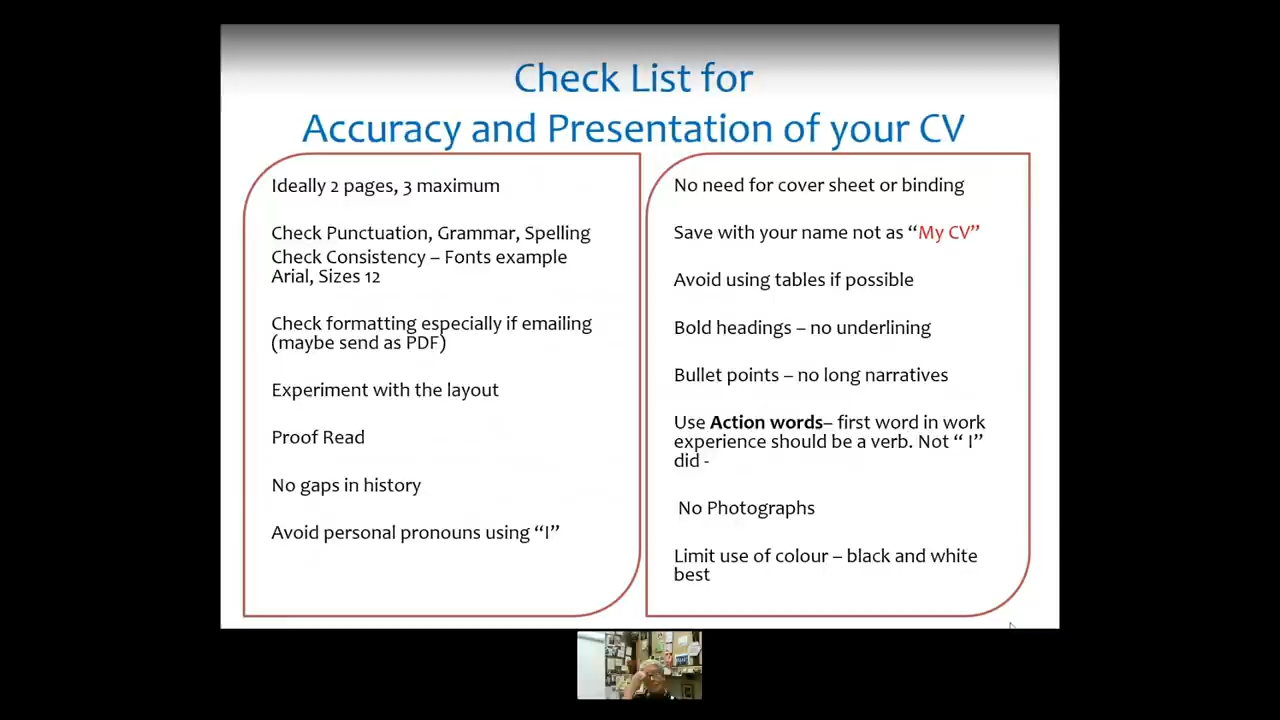 Check List for
Accuracy and Presentation of your CV
Ideally 2 pages, 3 maximum
Check Punctuation, Grammar, Spelling
Check Consistency – Fonts example
Arial, Sizes 12
Check formatting especially if emailing
(maybe send as PDF)
Experiment with the layout
Proof Read
No gaps in history
Avoid personal pronouns using “I”
No need for cover sheet or binding
Save with your name not as “My CV”
Avoid using tables if possible
Bold headings – no underlining
Bullet points – no long narratives
Use Action words– first word in work
experience should be a verb. Not “ I”
did -
No Photographs
Limit use of colour – black and white
best